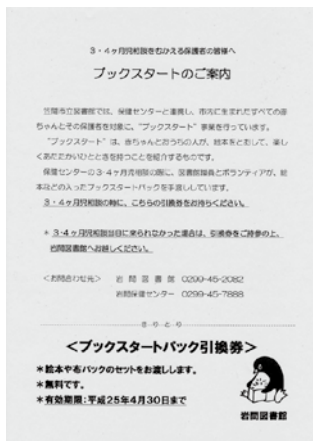 3・4ヶ月児相談をむかえる保護者の皆様へ
ブックスタートのご案内
笠間市立図書館では、保健センターと連携し、市内に生まれたすべての赤
ちゃんとその保護者を対象に、“ブックスタート”事業を行っています。
“ブックスタート”は、赤ちゃんとおうちの人が、絵本をとおして、楽し
くあたたかいひとときを持つことを紹介するものです。
保健センターの3・4ヶ月児相談の際に、図書館職員とボランティアが、絵
本などの入ったブックスタートパックを手渡ししています。
3・4ヶ月児相談の時に、こちらの引換券をお持ちください。
＊ 3・4ヶ月児相談当日に来られなかった場合は、引換券をご持参の上、
岩間図書館へお越しください。
＜お問合わせ先＞ 岩間図書館 0299-45-2082
岩間保健センター 0299-45-7888
きりとり
＜ブックスタートパック引換券＞
＊絵本や布バックのセットをお渡しします。
＊無料です。
＊有効期限：平成25年4月30日まで
岩間図書館